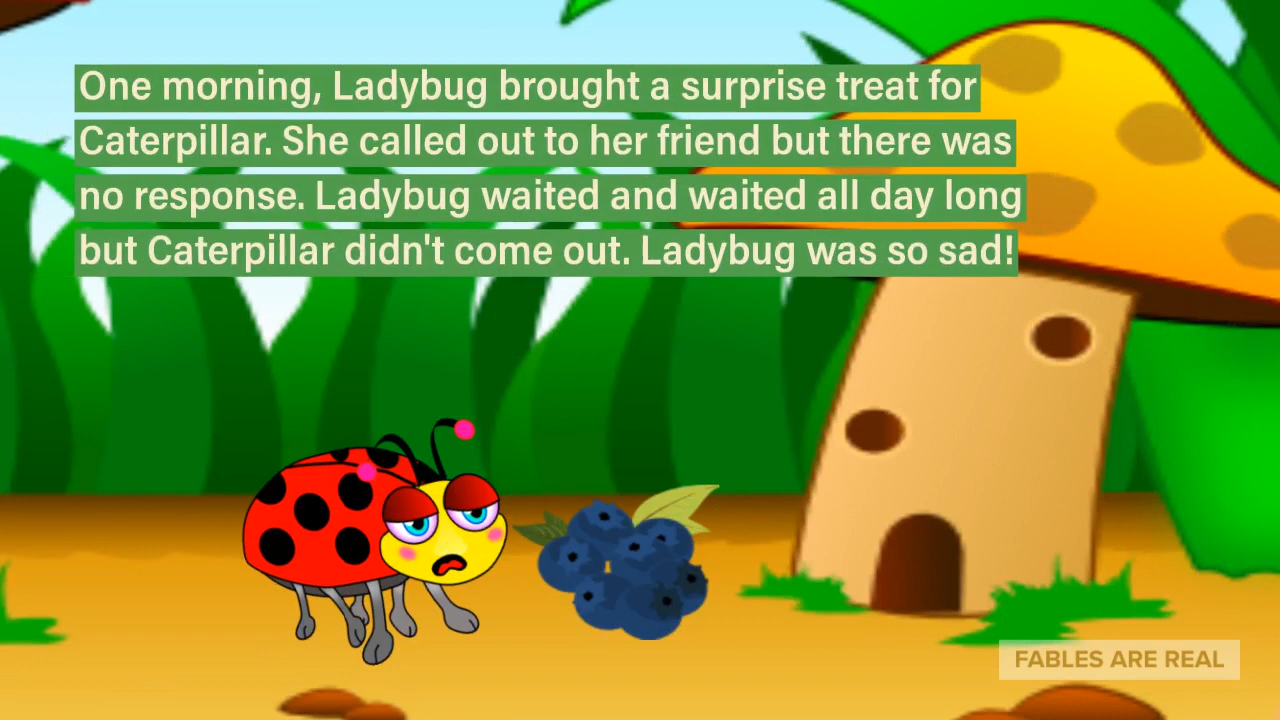 One morning, Ladybug brought a surprise treat for
Caterpillar. She called out to her friend but there was
no response. Ladybug waited and waited all day long
but Caterpillar didn't come out. Ladybug was so sad!
FABLES ARE REAL